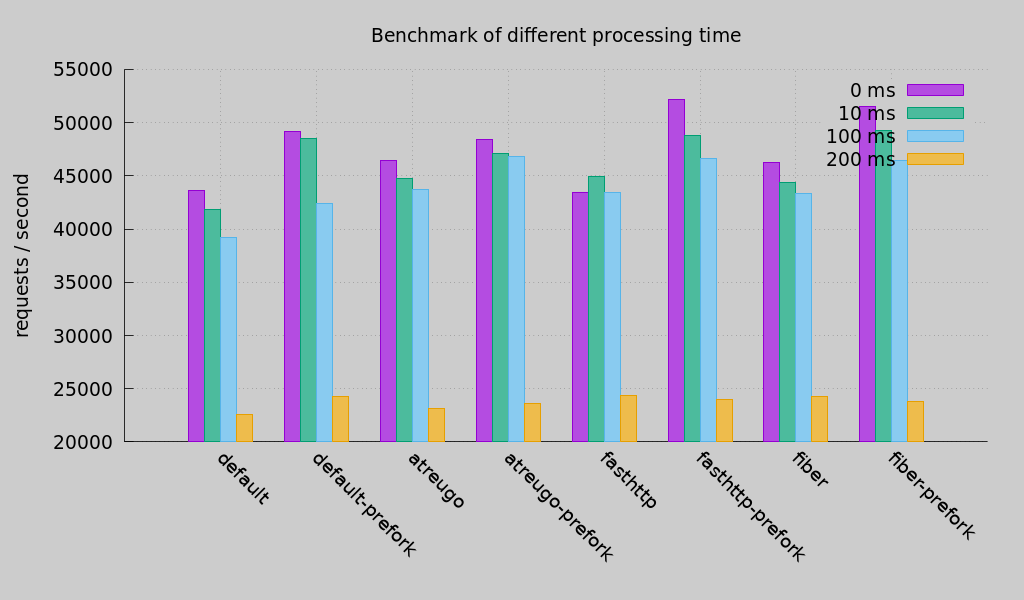 Benchmark of different processing time
requests / second
55000
50000
45000
40000
35000
30000
25000
20000
0 ms
10 ms
100 ms
200 ms
default
default-prefork
atreugo
atreugo-prefork
fasthttp
fasthttp-prefork
fiber
fiber-prefork